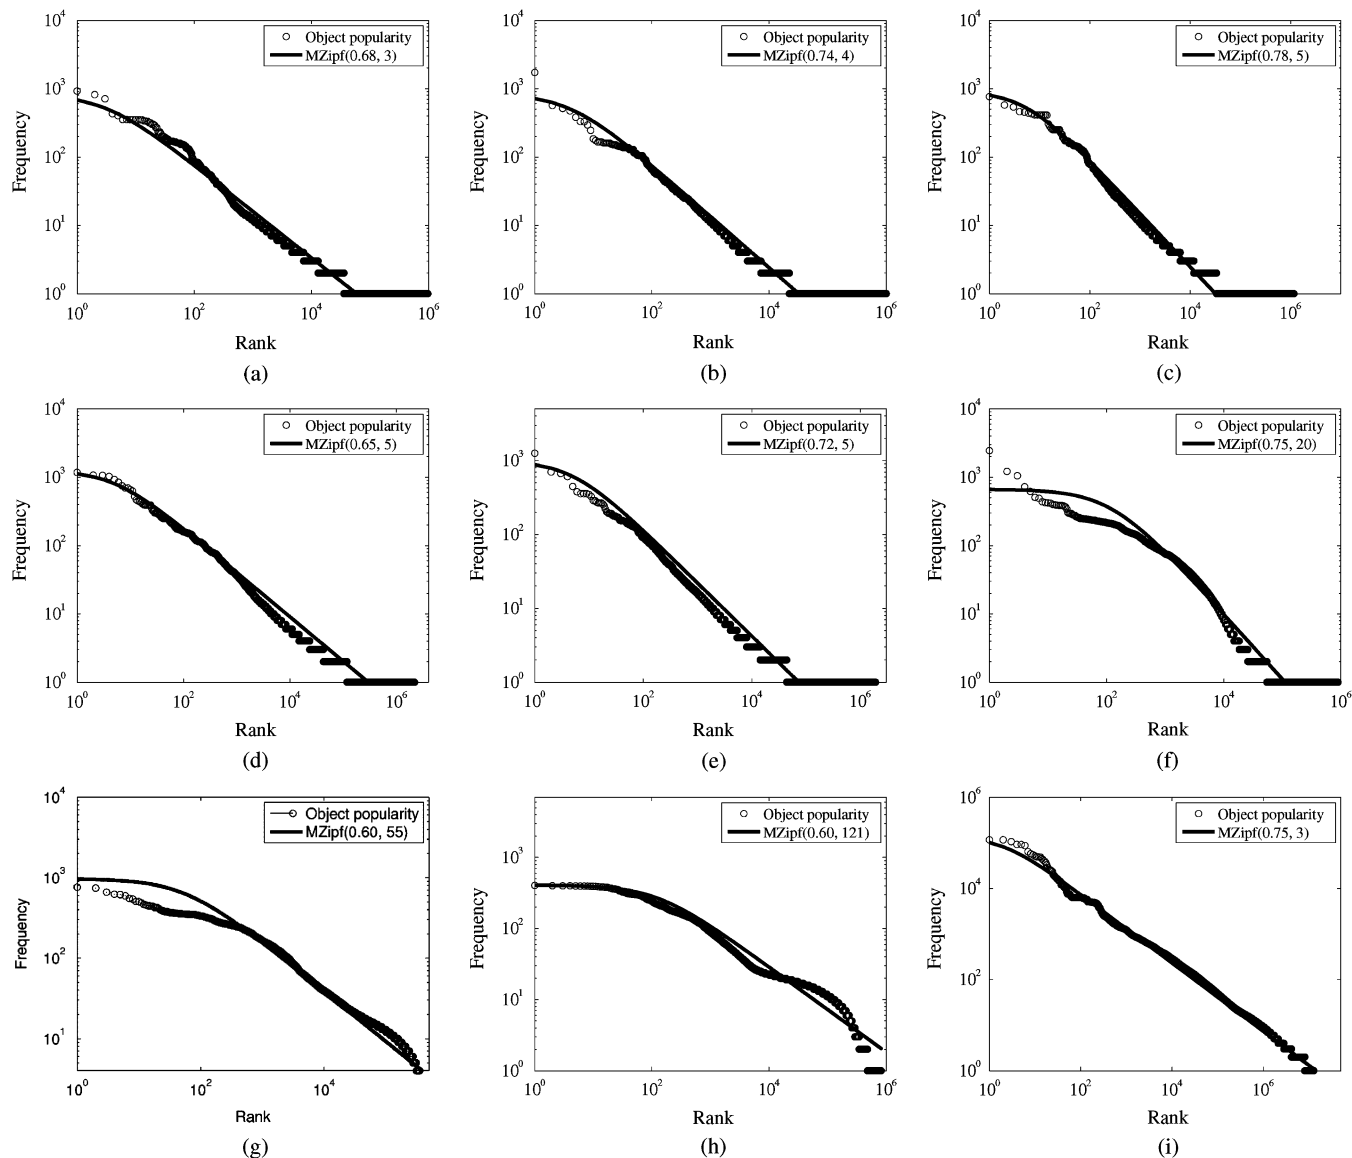 10^4
10^3
10^2
10^1
10^0
Frequency
Object popularity
MZipf(0.68, 3)
10^0 10^2 10^4 10^6
Rank
(a)
10^4
10^3
10^2
10^1
10^0
Frequency
Object popularity
MZipf(0.74, 4)
10^0 10^2 10^4 10^6
Rank
(b)
10^4
10^3
10^2
10^1
10^0
Frequency
Object popularity
MZipf(0.78, 5)
10^0 10^2 10^4 10^6
Rank
(c)
10^4
10^3
10^2
10^1
10^0
Frequency
Object popularity
MZipf(0.65, 5)
10^0 10^2 10^4 10^6
Rank
(d)
10^3
10^2
10^1
10^0
Frequency
Object popularity
MZipf(0.72, 5)
10^0 10^2 10^4 10^6
Rank
(e)
10^4
10^3
10^2
10^1
10^0
Frequency
Object popularity
MZipf(0.75, 20)
10^0 10^2 10^4 10^6
Rank
(f)
10^4
10^3
10^2
10^1
Frequency
Object popularity
MZipf(0.60, 55)
10^0 10^2 10^4
Rank
(g)
10^3
10^2
10^1
10^0
Frequency
Object popularity
MZipf(0.60, 121)
10^0 10^2 10^4 10^6
Rank
(h)
10^6
10^4
10^2
10^0
Frequency
Object popularity
MZipf(0.75, 3)
10^0 10^2 10^4 10^6
Rank
(i)